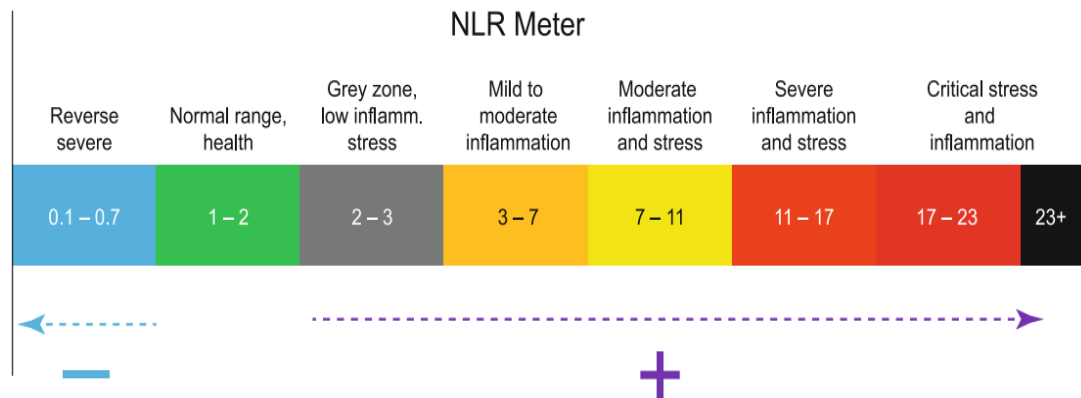 NLR Meter
Reverse
severe
Normal range,
health
Grey zone,
low inflamm.
stress
Mild to
moderate
inflammation
Moderate
inflammation
and stress
Severe
inflammation
and stress
Critical stress
and
inflammation
0.1 – 0.7
1 – 2
2 – 3
3 – 7
7 – 11
11 – 17
17 – 23
23+
–
+